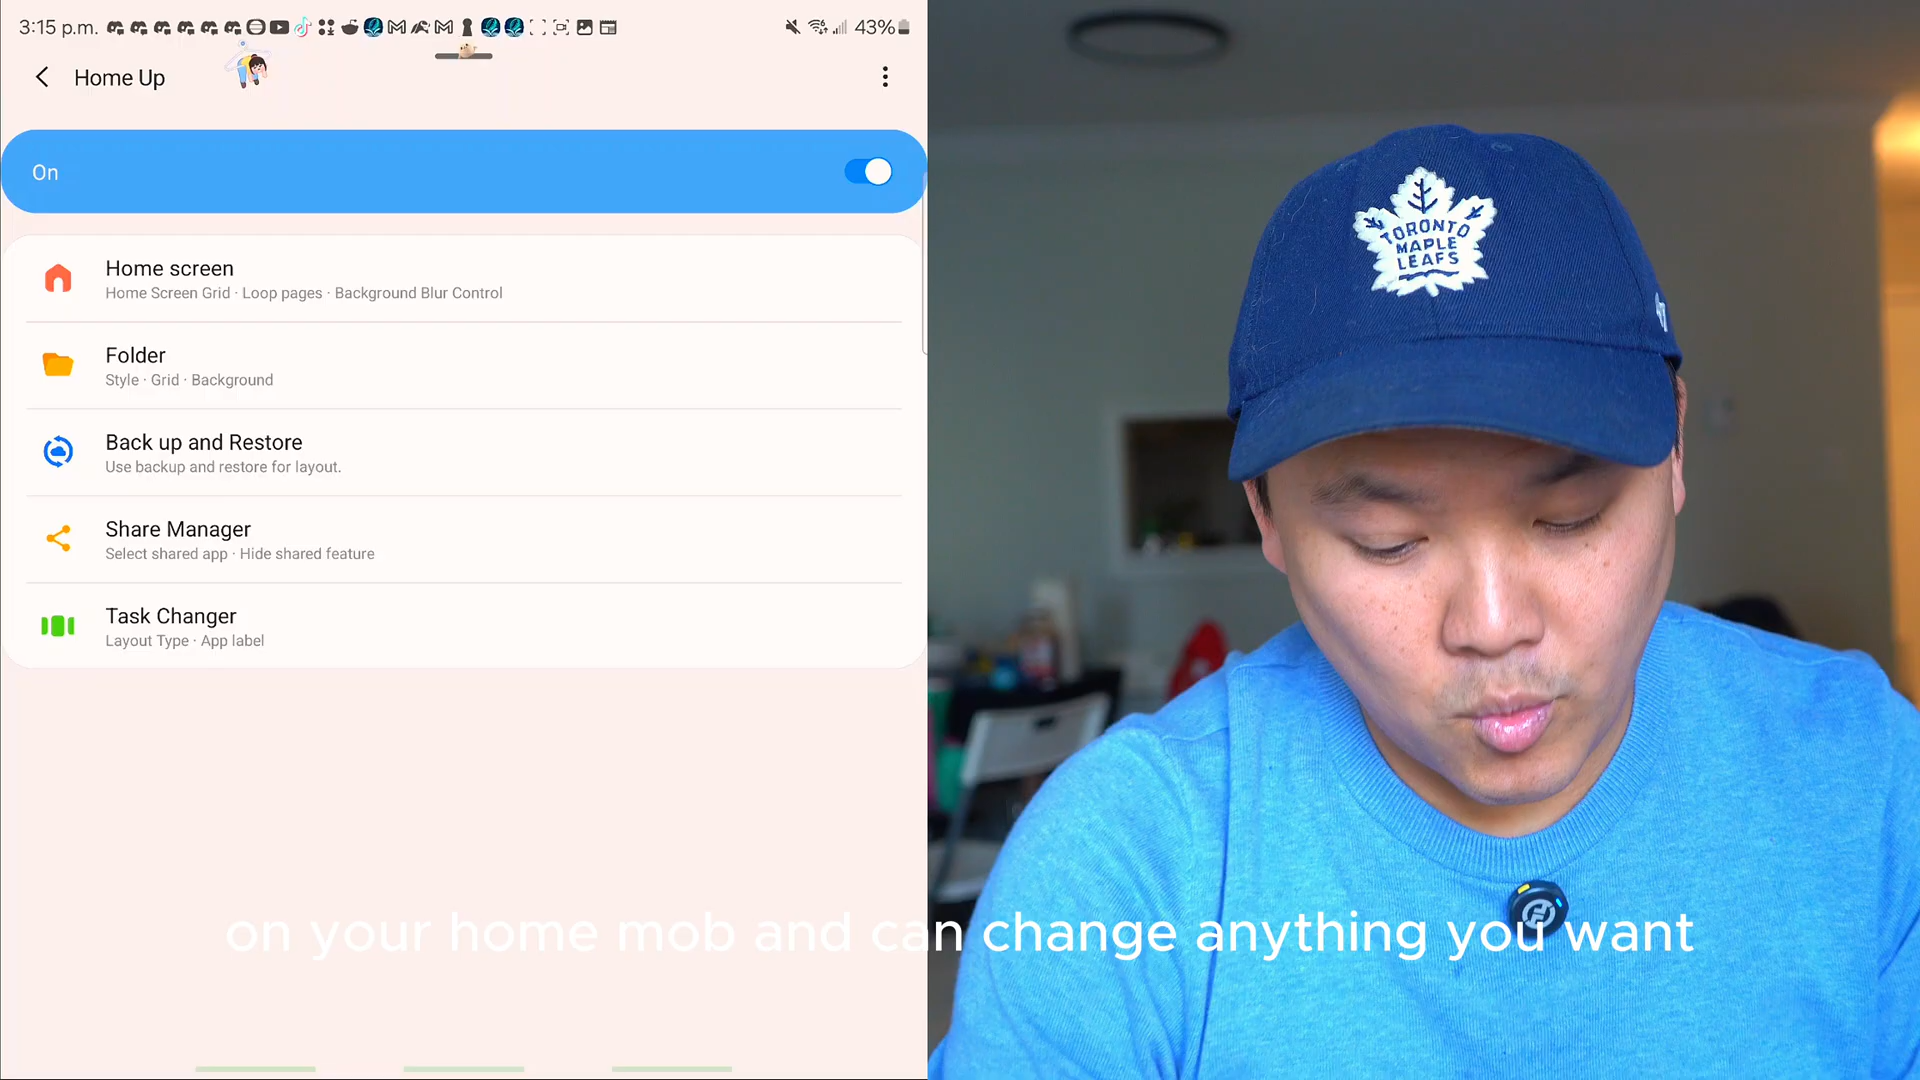 3:15 p.m.
43%
Home Up
On
Home screen
Home Screen Grid · Loop pages · Background Blur Control
Folder
Style · Grid · Background
Back up and Restore
Use backup and restore for layout.
Share Manager
Select shared app · Hide shared feature
Task Changer
Layout Type · App label
TORONTO
MAPLE
LEAFS
on your home mob and can change anything you want